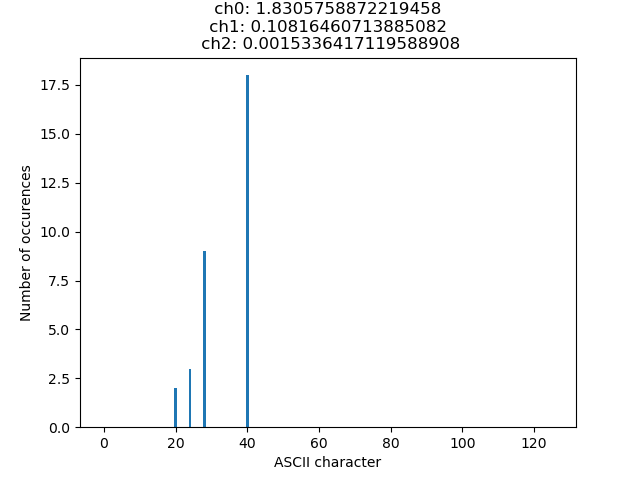 ch0: 1.8305758872219458
ch1: 0.10816460713885082
ch2: 0.0015336417119588908
17.5
15.0
12.5
10.0
7.5
5.0
2.5
0.0
Number of occurences
0 20 40 60 80 100 120
ASCII character